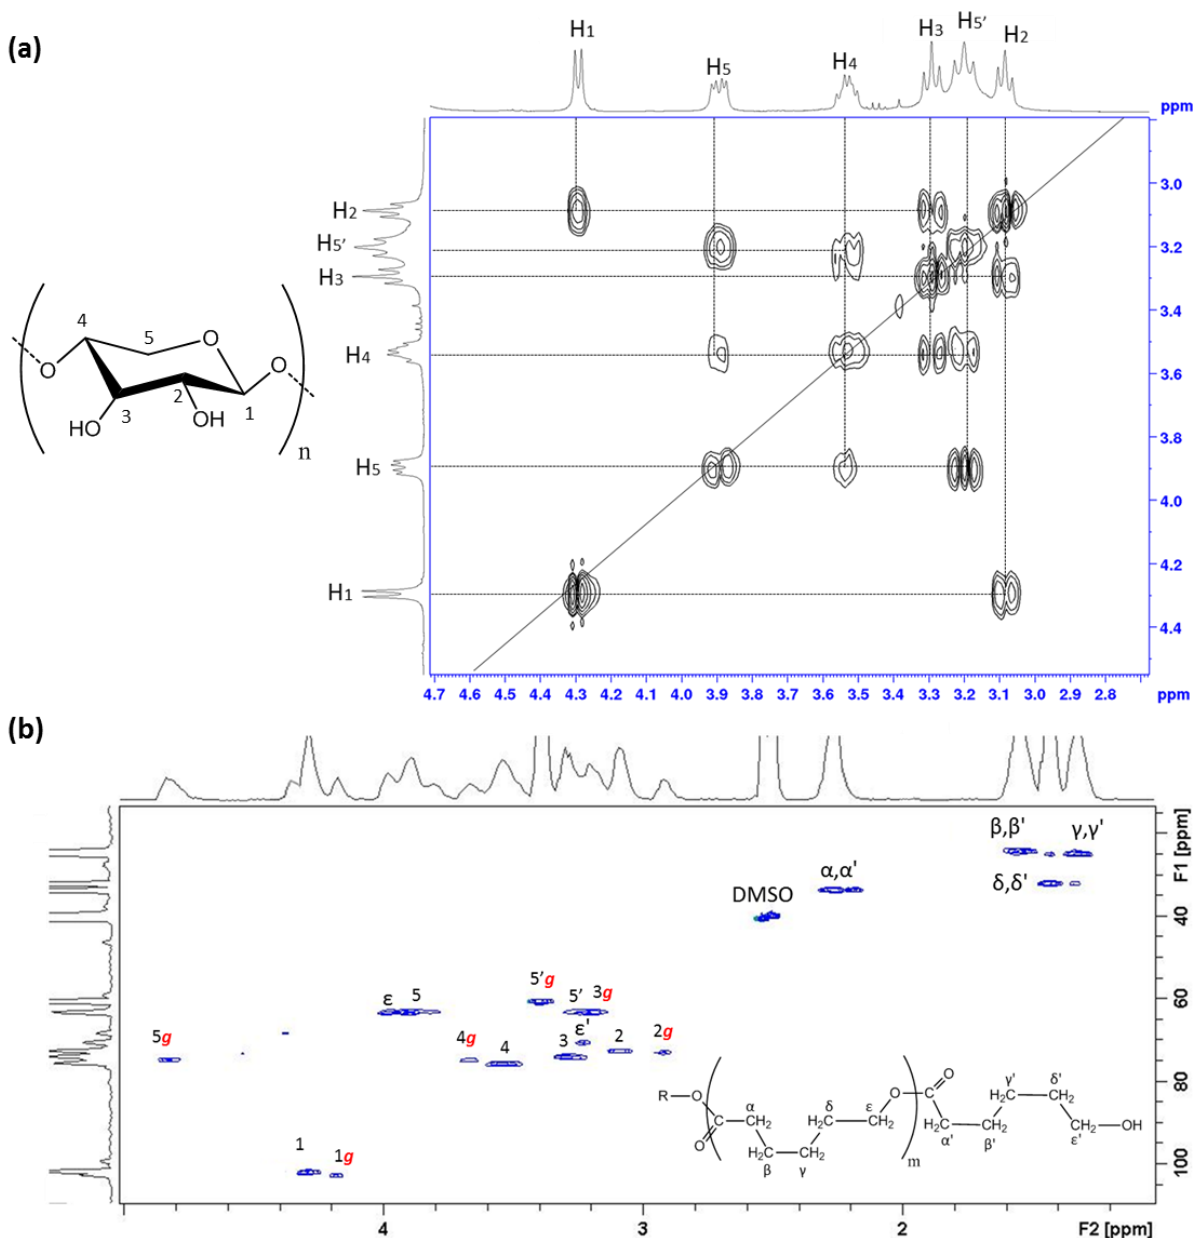 (a)
H1
H5
H4
H3
H5'
H2
ppm
H2
H5'
H3
H4
H5
H1
3.0
3.2
3.4
3.6
3.8
4.0
4.2
4.4
4.7 4.6 4.5 4.4 4.3 4.2 4.1 4.0 3.9 3.8 3.7 3.6 3.5 3.4 3.3 3.2 3.1 3.0 2.9 2.8 ppm
4
5
O
O
O
HO
3
2
OH
1
n
(b)
β,β'
γ,γ'
α,α'
δ,δ'
DMSO
5'g
ε 5
5' 3g
5g
4g
4
3
ε'
2
2g
1
1g
F1 [ppm]
40
60
80
100
R
O
C
O
α
CH2
H2C
β
CH2
γ
δ
H2C
CH2
ε
O
m
C
O
H2C
α'
CH2
β'
γ'
H2C
δ'
CH2
H2C
ε'
OH
4 3 2 F2 [ppm]